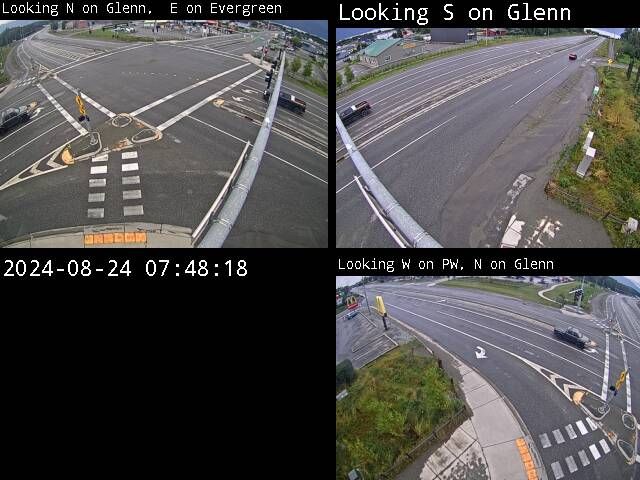 Looking N on Glenn,  E on Evergreen
Looking S on Glenn
2024-08-24 07:48:18
Looking W on PW, N on Glenn